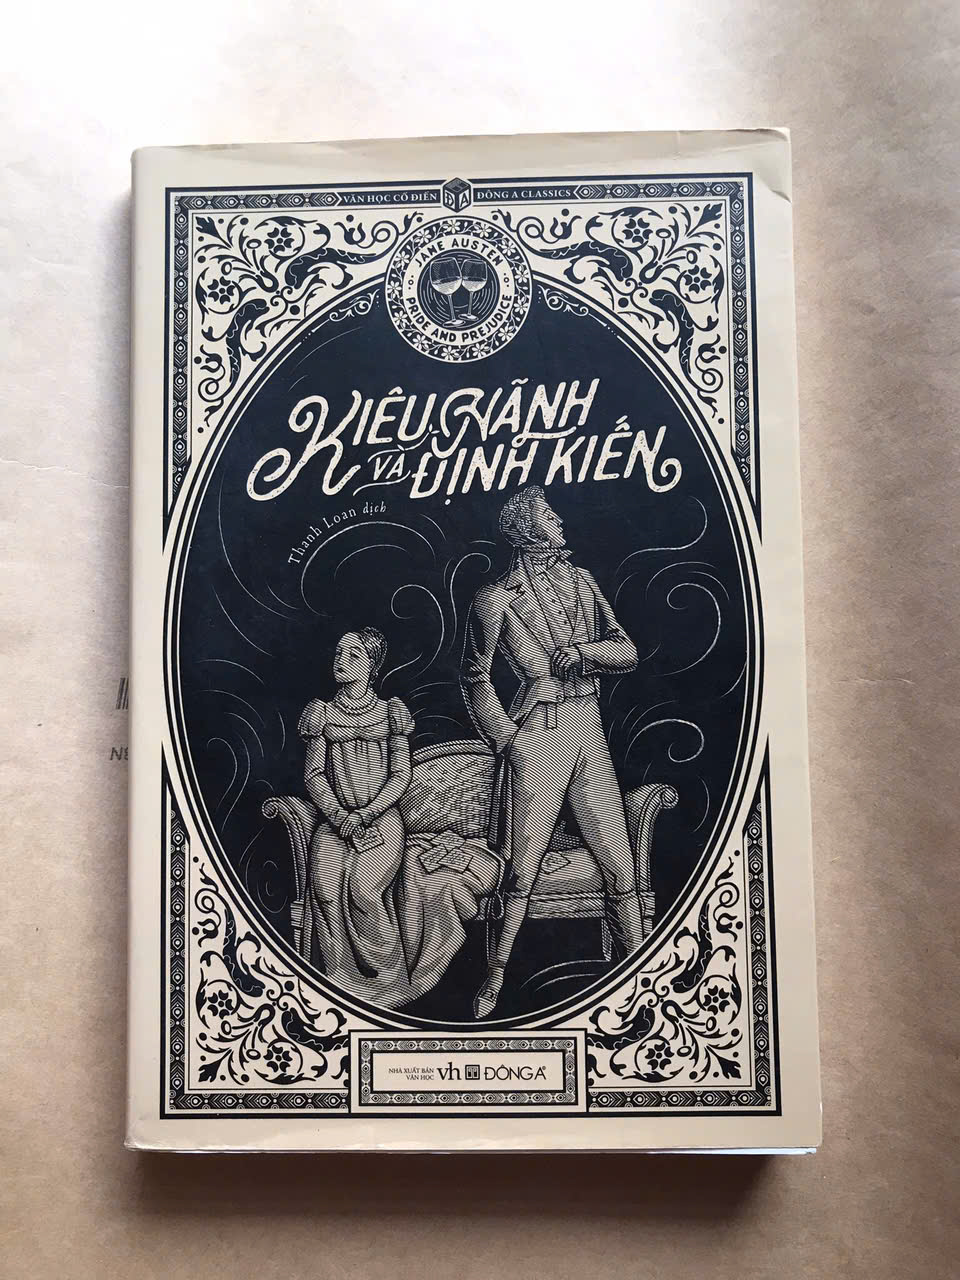 VĂN HỌC CỔ ĐIỂN ĐÔNG A ĐÔNG A CLASSICS
JANE AUSTEN
PRIDE AND PREJUDICE
KIÊU HÃNH
VÀ ĐỊNH KIẾN
Thanh Loan dịch
NHÀ XUẤT BẢN
VĂN HỌC
vh ĐÔNG A